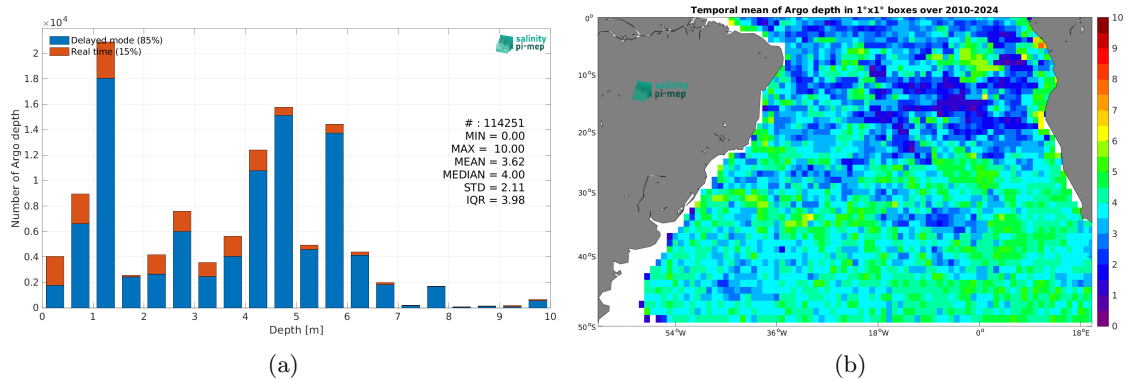 ×10⁴
Delayed mode (85%)
Real time (15%)
salinity
pi-mep
2.2
2
1.8
1.6
1.4
1.2
1
0.8
0.6
0.4
0.2
0.0
Number of Argo depth
# : 114251
MIN = 0.00
MAX = 10.00
MEAN = 3.62
MEDIAN = 4.00
STD = 2.11
IQR = 3.98
0 1 2 3 4 5 6 7 8 9 10
Depth [m]
(a)
Temporal mean of Argo depth in 1°x1° boxes over 2010-2024
salinity
pi-mep
0°
10°S
20°S
30°S
40°S
50°S
54°W 36°W 18°W 0° 18°E
10
9
8
7
6
5
4
3
2
1
0
(b)